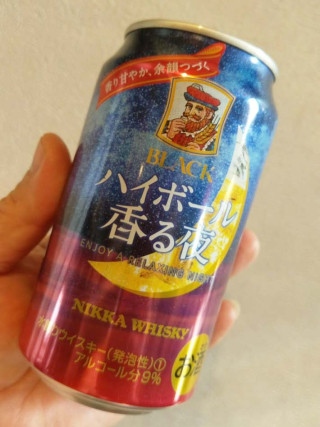 香り甘やか、余韻つづく
BLACK
ハイボール
香る夜
ENJOY A RELAXING NIGHT
NIKKA WHISKY
ウイスキー(発泡性)①
アルコール分9%
お酒